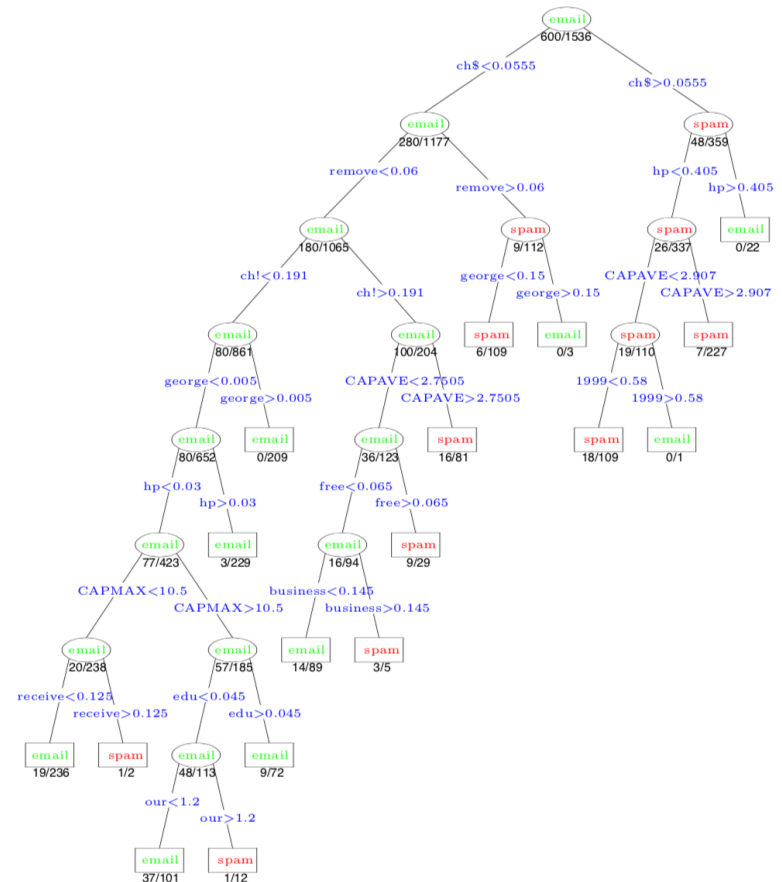 email
600/1536
ch$<0.0555
ch$>0.0555
email
280/1177
spam
48/359
remove<0.06
hp<0.405
remove>0.06
hp>0.405
email
180/1065
spam
9/112
spam
26/337
email
0/22
ch!<0.191
george<0.15
CAPAVE<2.907
ch!>0.191
george>0.15
CAPAVE>2.907
email
80/861
email
100/204
spam
6/109
email
0/3
spam
19/110
spam
7/227
george<0.005
CAPAVE<2.7505
1999<0.58
george>0.005
CAPAVE>2.7505
1999>0.58
email
80/652
email
0/209
email
36/123
spam
16/81
spam
18/109
email
0/1
hp<0.03
free<0.065
hp>0.03
free>0.065
email
77/423
email
3/229
email
16/94
spam
9/29
CAPMAX<10.5
business<0.145
CAPMAX>10.5
business>0.145
email
20/238
email
57/185
email
14/89
spam
3/5
receive<0.125
edu<0.045
receive>0.125
edu>0.045
email
19/236
spam
1/2
email
48/113
email
9/72
our<1.2
our>1.2
email
37/101
spam
1/12